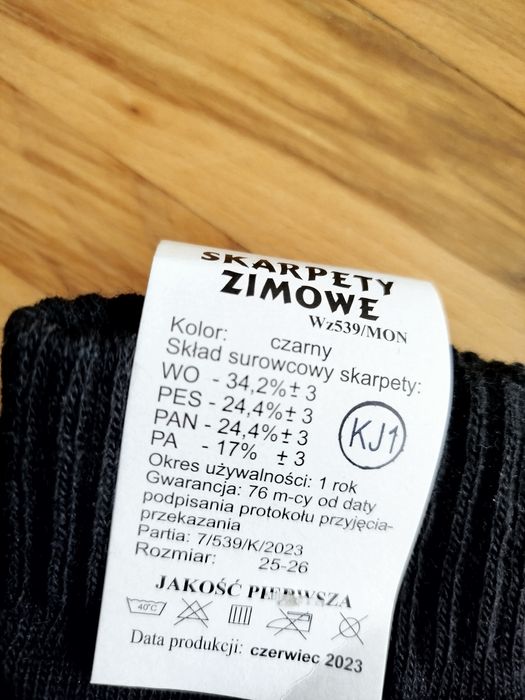 SKARPETY
ZIMOWE
Wz539/MON
Kolor: czarny
Skład surowcowy skarpety:
WO - 34,2%± 3
PES - 24,4%± 3
PAN - 24,4%± 3
PA - 17% ± 3
KJ1
Okres używalności: 1 rok
Gwarancja: 76 m-cy od daty
podpisania protokołu przyjęcia-
przekazania
Partia: 7/539/K/2023
Rozmiar: 25-26
JAKOŚĆ PIERWSZA
40°C
Data produkcji: czerwiec 2023